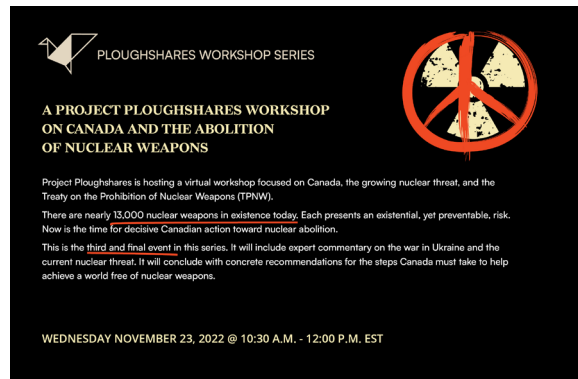 PLOUGHSHARES WORKSHOP SERIES
A PROJECT PLOUGHSHARES WORKSHOP
ON CANADA AND THE ABOLITION
OF NUCLEAR WEAPONS
Project Ploughshares is hosting a virtual workshop focused on Canada, the growing nuclear threat, and the
Treaty on the Prohibition of Nuclear Weapons (TPNW).
There are nearly 13,000 nuclear weapons in existence today. Each presents an existential, yet preventable, risk.
Now is the time for decisive Canadian action toward nuclear abolition.
This is the third and final event in this series. It will include expert commentary on the war in Ukraine and the
current nuclear threat. It will conclude with concrete recommendations for the steps Canada must take to help
achieve a world free of nuclear weapons.
WEDNESDAY NOVEMBER 23, 2022 @ 10:30 A.M. - 12:00 P.M. EST